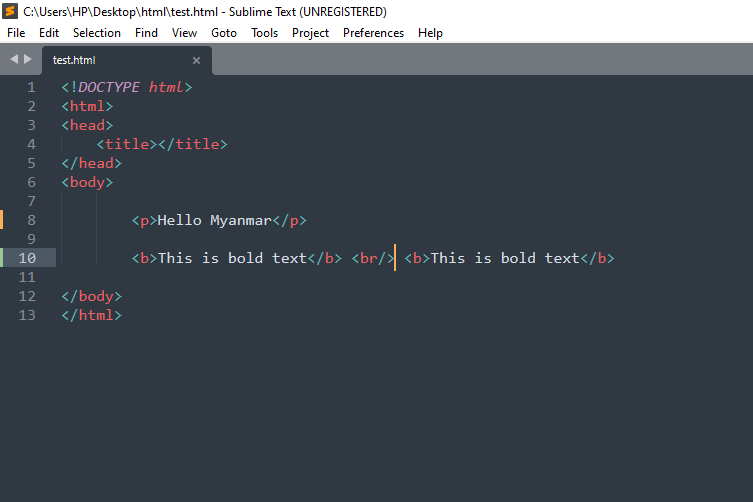 C:\Users\HP\Desktop\html\test.html - Sublime Text (UNREGISTERED)
File Edit Selection Find View Goto Tools Project Preferences Help
test.html
1 <!DOCTYPE html>
2 <html>
3 <head>
4 <title></title>
5 </head>
6 <body>
7
8 <p>Hello Myanmar</p>
9
10 <b>This is bold text</b> <br/> <b>This is bold text</b>
11
12 </body>
13 </html>